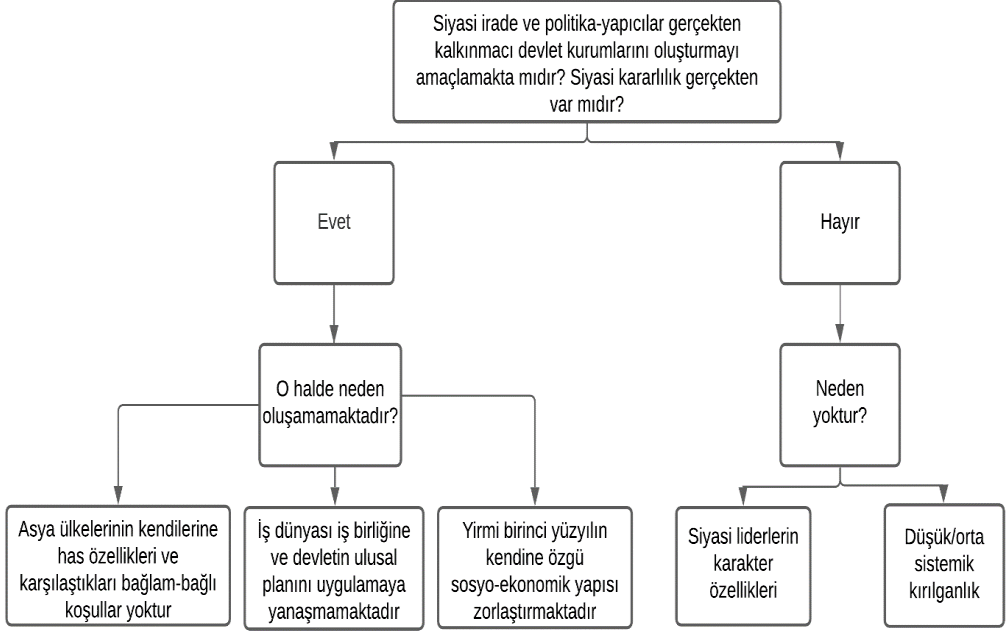 Siyasi irade ve politika-yapıcılar gerçekten
kalkınmacı devlet kurumlarını oluşturmayı
amaçlamakta mıdır? Siyasi kararlılık gerçekten
var mıdır?
Evet
Hayır
O halde neden
oluşamamaktadır?
Neden
yoktur?
Asya ülkelerinin kendilerine
has özellikleri ve
karşılaştıkları bağlam-bağlı
koşullar yoktur
İş dünyası iş birliğine
ve devletin ulusal
planını uygulamaya
yanaşmamaktadır
Yirmi birinci yüzyılın
kendine özgü
sosyo-ekonomik yapısı
zorlaştırmaktadır
Siyasi liderlerin
karakter
özellikleri
Düşük/orta
sistemik
kırılganlık